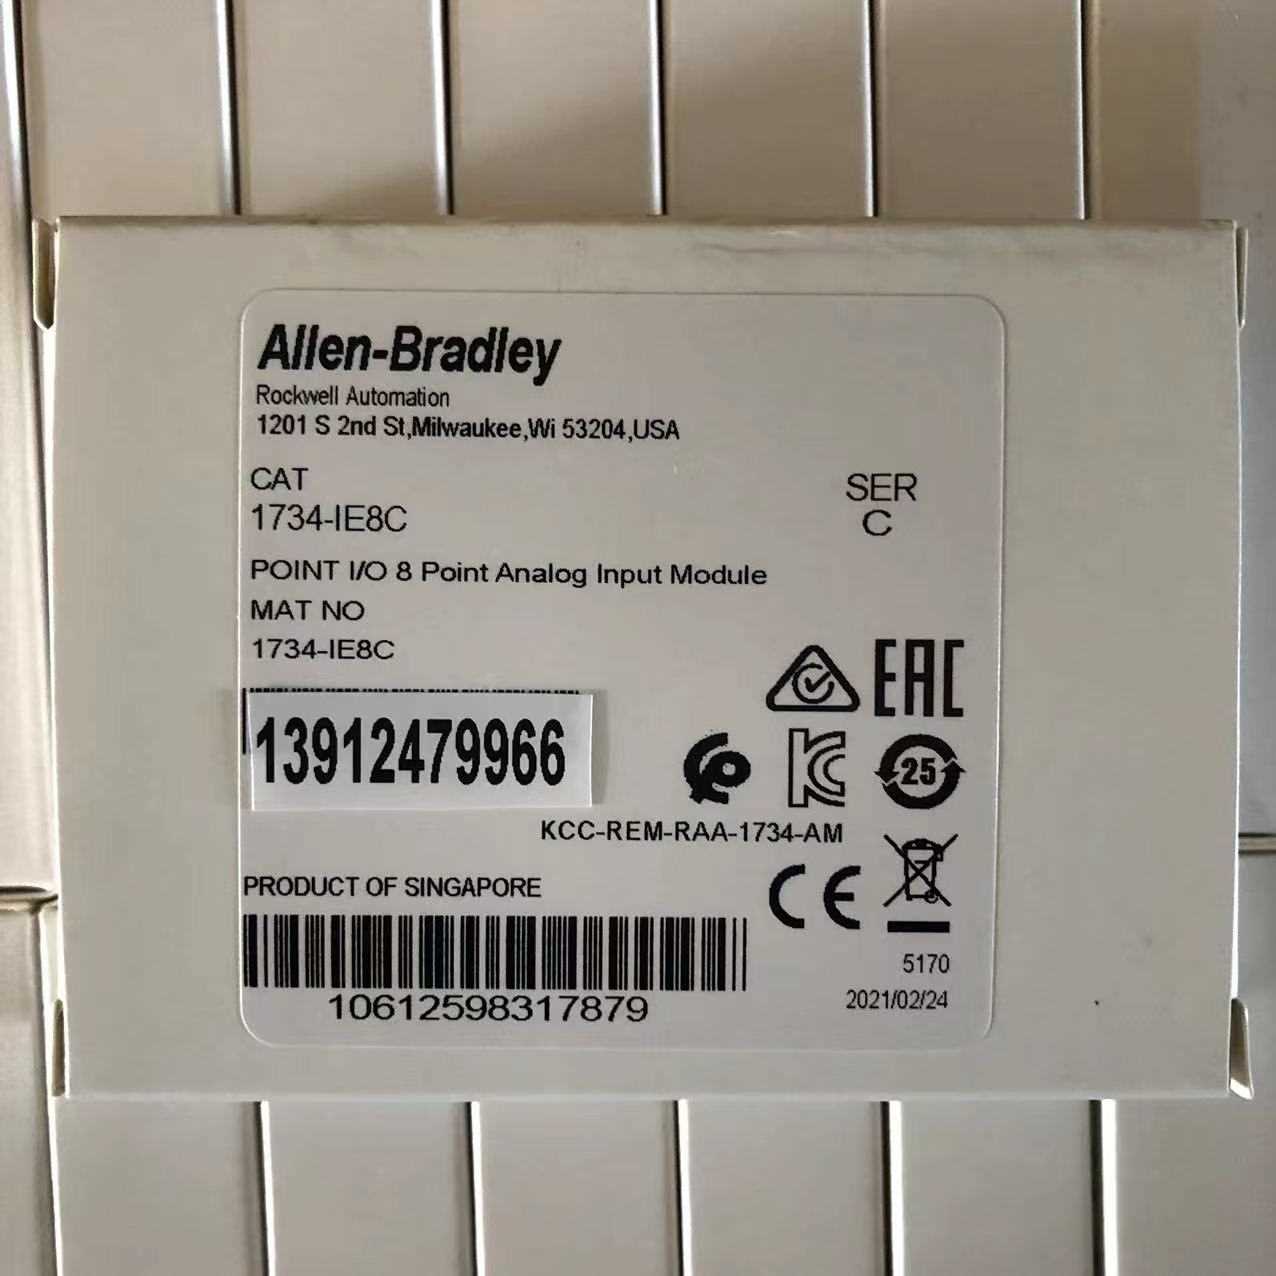 Allen-Bradley
Rockwell Automation
1201 S 2nd St,Milwaukee,Wi 53204,USA
CAT
1734-IE8C
SER
C
POINT I/O 8 Point Analog Input Module
MAT NO
1734-IE8C
13912479966
EAC
KC
25
KCC-REM-RAA-1734-AM
CE
PRODUCT OF SINGAPORE
10612598317879
5170
2021/02/24